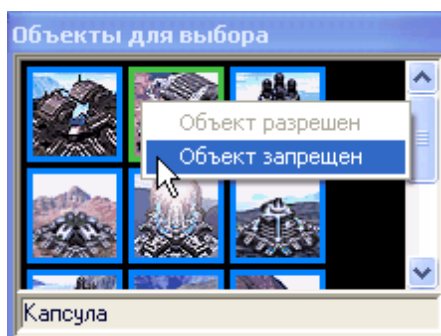 Объекты для выбора
Объект разрешен
Объект запрещен
Капсула